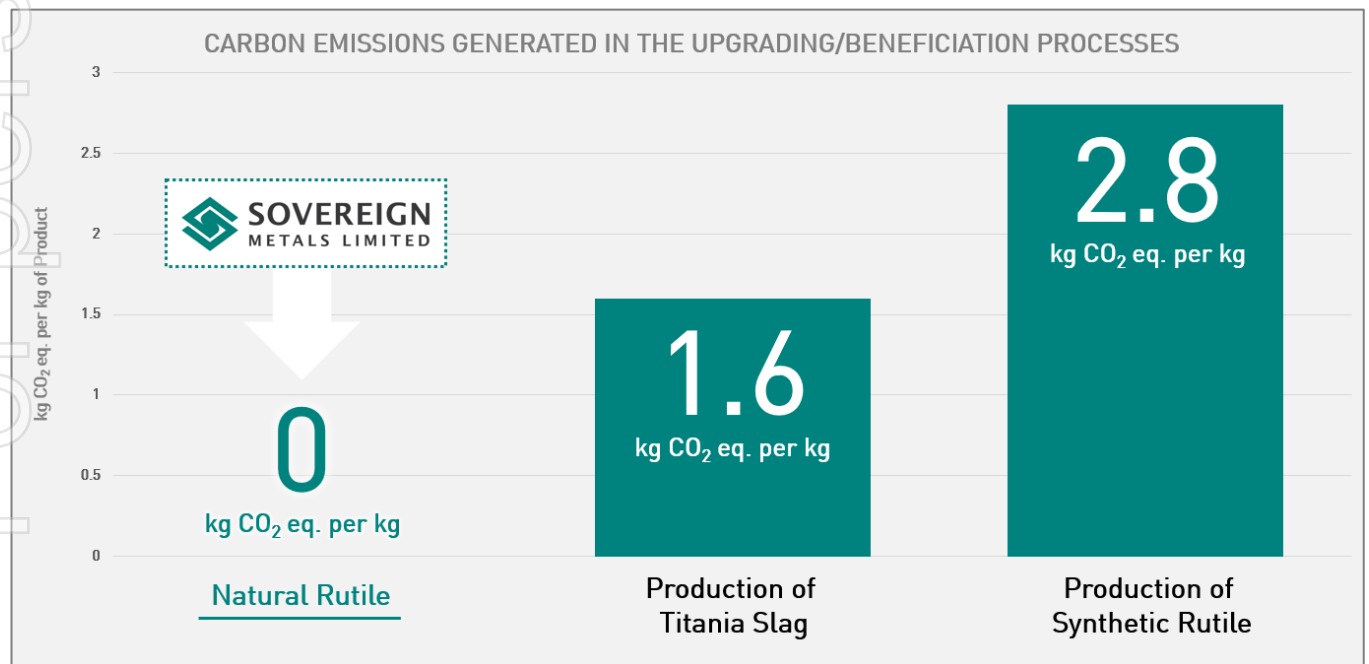 CARBON EMISSIONS GENERATED IN THE UPGRADING/BENEFICIATION PROCESSES
3
2.5
2
1.5
1
0.5
0
kg CO₂ eq. per kg of Product
SOVEREIGN
METALS LIMITED
0
kg CO₂ eq. per kg
1.6
kg CO₂ eq. per kg
2.8
kg CO₂ eq. per kg
Natural Rutile
Production of
Titania Slag
Production of
Synthetic Rutile